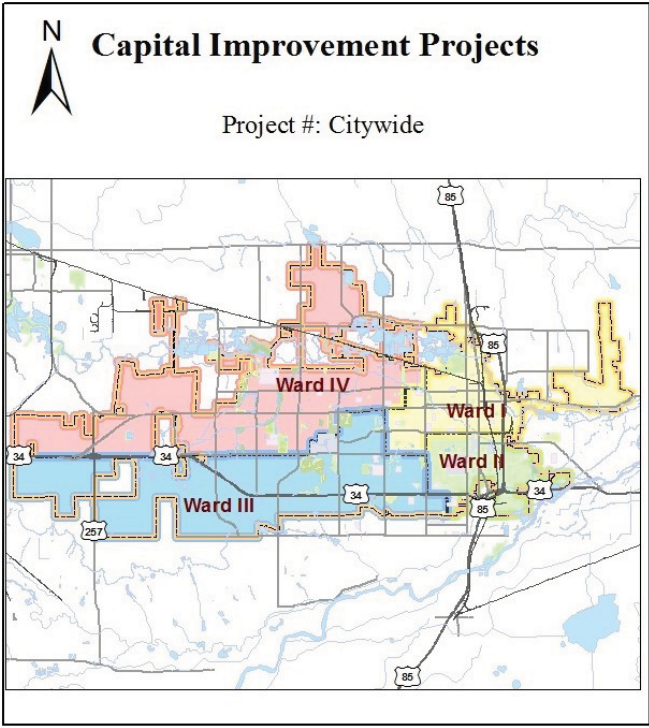 N
Capital Improvement Projects
Project #: Citywide
85
85
Ward IV
Ward I
34
34
Ward II
Ward III
34
34
85
257
85